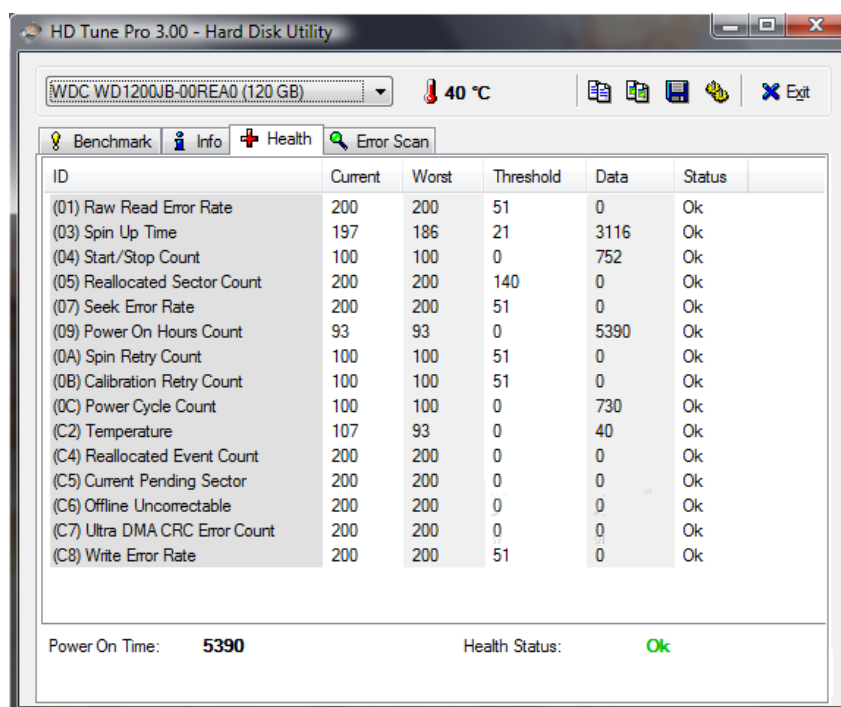 HD Tune Pro 3.00 - Hard Disk Utility
WDC WD1200JB-00REA0 (120 GB) 40 °C Exit
Benchmark Info Health Error Scan
ID Current Worst Threshold Data Status
(01) Raw Read Error Rate 200 200 51 0 Ok
(03) Spin Up Time 197 186 21 3116 Ok
(04) Start/Stop Count 100 100 0 752 Ok
(05) Reallocated Sector Count 200 200 140 0 Ok
(07) Seek Error Rate 200 200 51 0 Ok
(09) Power On Hours Count 93 93 0 5390 Ok
(0A) Spin Retry Count 100 100 51 0 Ok
(0B) Calibration Retry Count 100 100 51 0 Ok
(0C) Power Cycle Count 100 100 0 730 Ok
(C2) Temperature 107 93 0 40 Ok
(C4) Reallocated Event Count 200 200 0 0 Ok
(C5) Current Pending Sector 200 200 0 0 Ok
(C6) Offline Uncorrectable 200 200 0 0 Ok
(C7) Ultra DMA CRC Error Count 200 200 0 0 Ok
(C8) Write Error Rate 200 200 51 0 Ok
Power On Time: 5390 Health Status: Ok